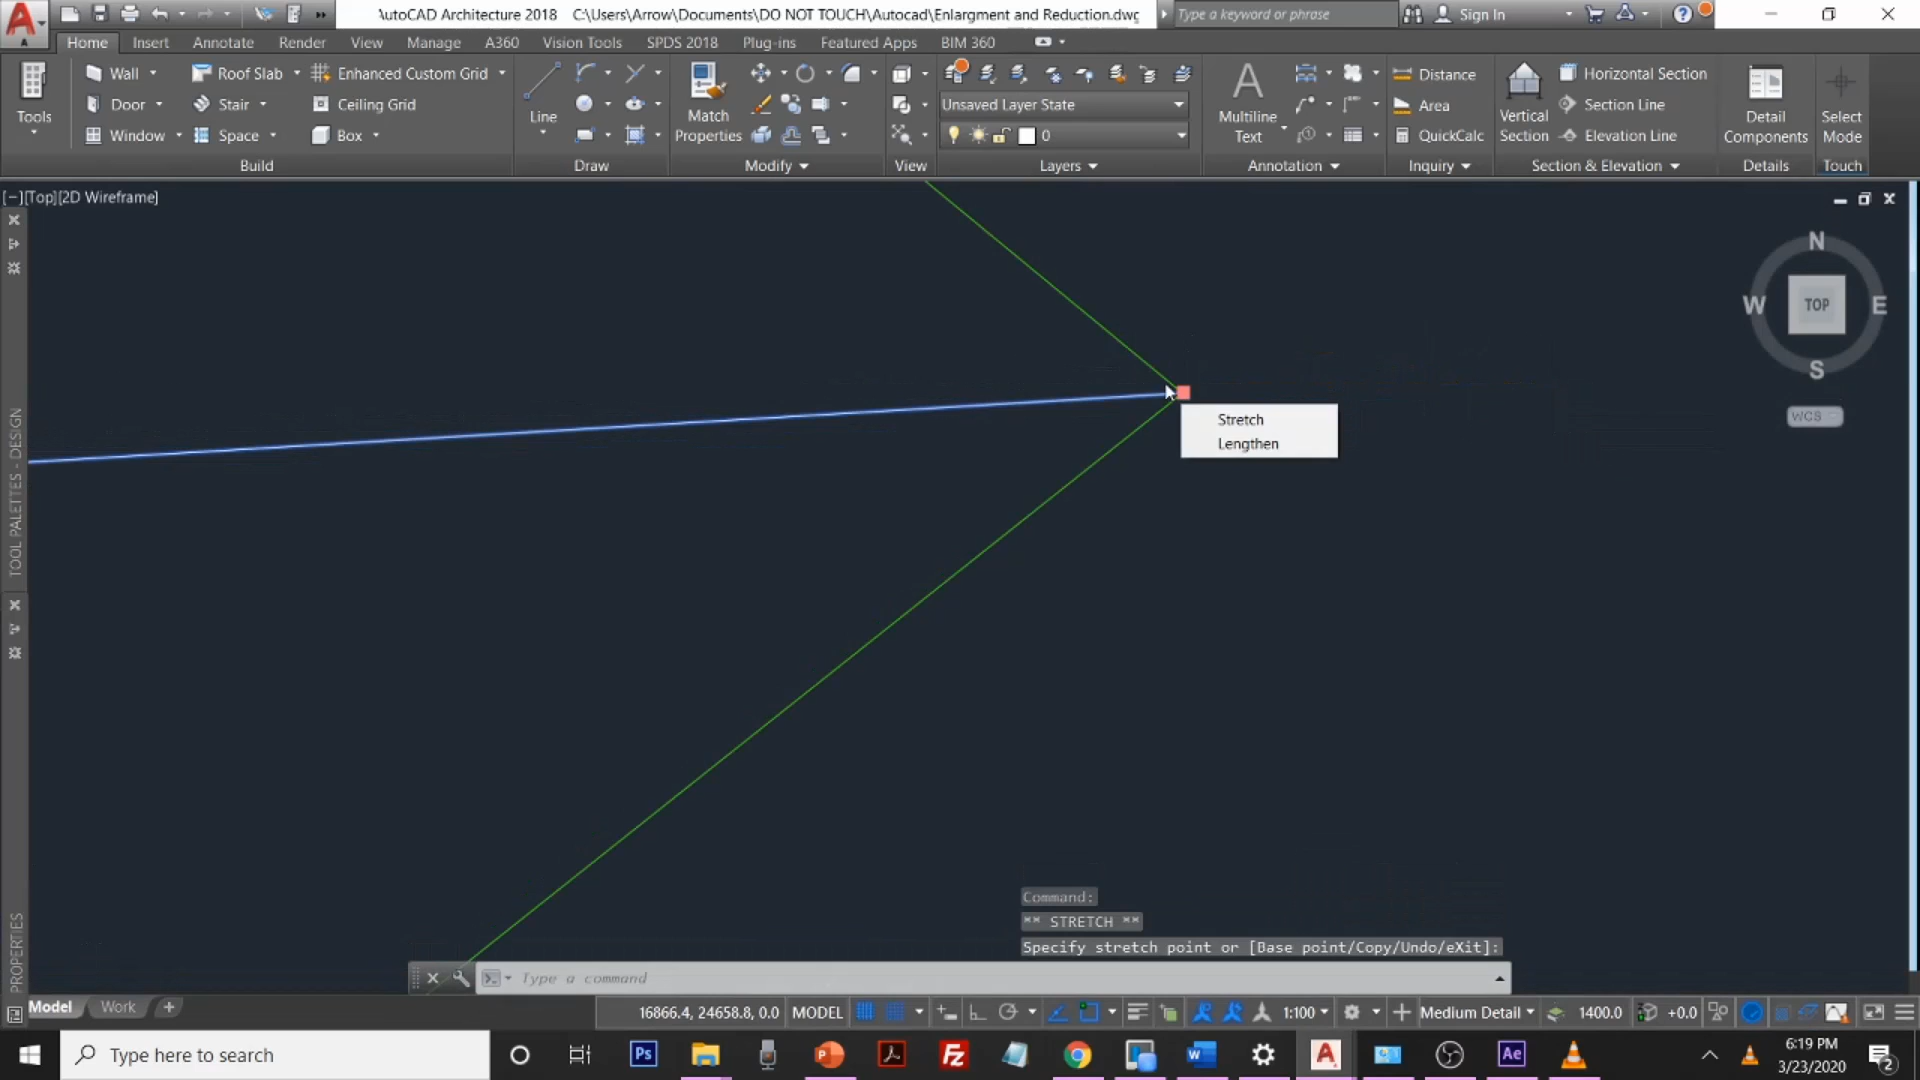 AutoCAD Architecture 2018 C:\Users\Arrow\Documents\DO NOT TOUCH\Autocad\Enlargment and Reduction.dwg
Type a keyword or phrase
Sign In
Home Insert Annotate Render View Manage A360 Vision Tools SPDS 2018 Plug-ins Featured Apps BIM 360
Wall Roof Slab Enhanced Custom Grid
Unsaved Layer State
Distance
Horizontal Section
Door Stair Ceiling Grid
Area
Section Line
Tools
Line
Match Properties
Multiline Text
Vertical Section
Detail Components
Select Mode
Window Space Box
0
QuickCalc
Elevation Line
Build Draw Modify View Layers Annotation Inquiry Section & Elevation Details Touch
[–][Top][2D Wireframe]
N
W TOP E
S
WCS
Stretch
Lengthen
TOOL PALETTES - DESIGN
PROPERTIES
Command:
** STRETCH **
Specify stretch point or [Base point/Copy/Undo/eXit]:
Type a command
Model Work +
16866.4, 24658.8, 0.0 MODEL 1:100 Medium Detail 1400.0 +0.0
Type here to search
Ps
Ae
6:19 PM
3/23/2020
2